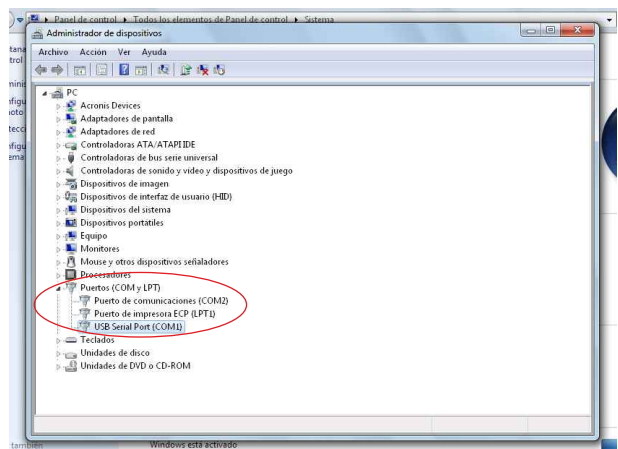 Panel de control ▸ Todos los elementos de Panel de control ▸ Sistema
Administrador de dispositivos
Archivo Acción Ver Ayuda
PC
Acronis Devices
Adaptadores de pantalla
Adaptadores de red
Controladoras ATA/ATAPI IDE
Controladoras de bus serie universal
Controladoras de sonido y vídeo y dispositivos de juego
Dispositivos de imagen
Dispositivos de interfaz de usuario (HID)
Dispositivos del sistema
Dispositivos portátiles
Equipo
Monitores
Mouse y otros dispositivos señaladores
Procesadores
Puertos (COM y LPT)
Puerto de comunicaciones (COM2)
Puerto de impresora ECP (LPT1)
USB Serial Port (COM1)
Teclados
Unidades de disco
Unidades de DVD o CD-ROM
también
Windows está activado